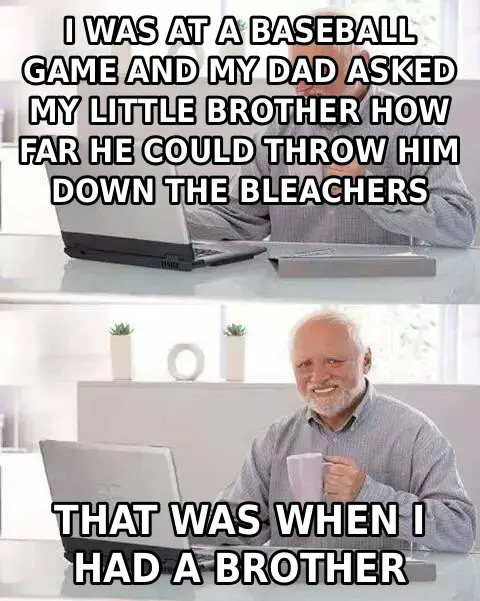 I WAS AT A BASEBALL
GAME AND MY DAD ASKED
MY LITTLE BROTHER HOW
FAR HE COULD THROW HIM
DOWN THE BLEACHERS
THAT WAS WHEN I
HAD A BROTHER